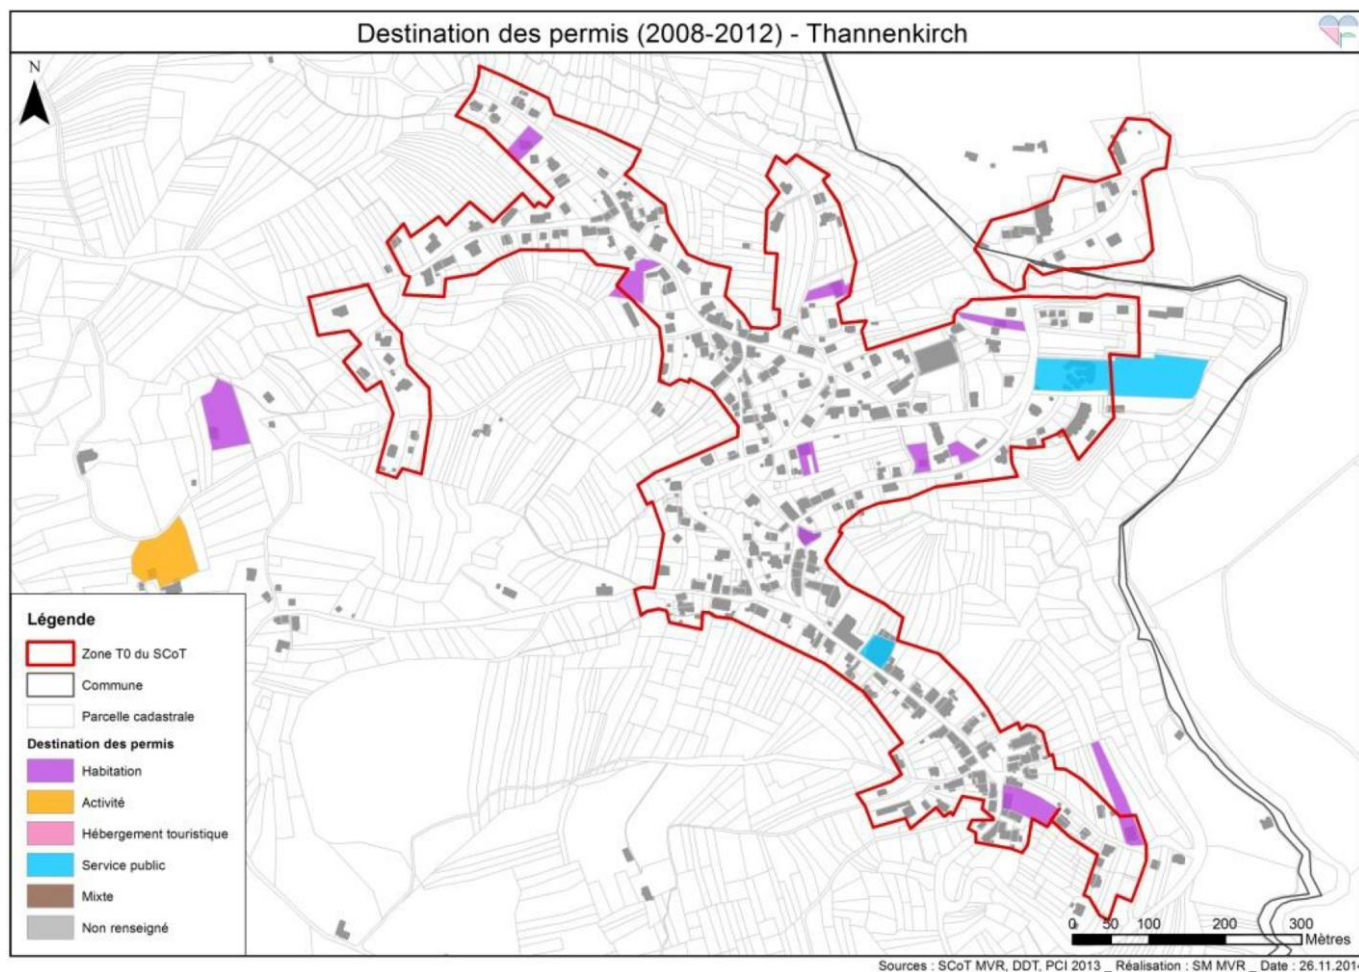 Destination des permis (2008-2012) - Thannenkirch
N
Légende
Zone T0 du SCoT
Commune
Parcelle cadastrale
Destination des permis
Habitation
Activité
Hébergement touristique
Service public
Mixte
Non renseigné
0 50 100 200 300
Mètres
Sources : SCoT MVR, DDT, PCI 2013 _ Réalisation : SM MVR _ Date : 26.11.2014